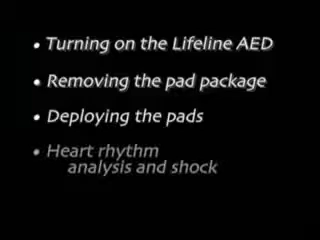 • Turning on the Lifeline AED
• Removing the pad package
• Deploying the pads
• Heart rhythm
analysis and shock